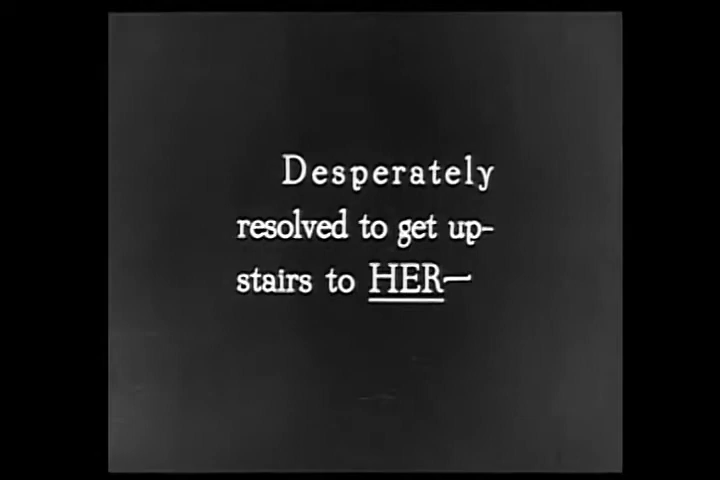 Desperately
resolved to get up-
stairs to HER—